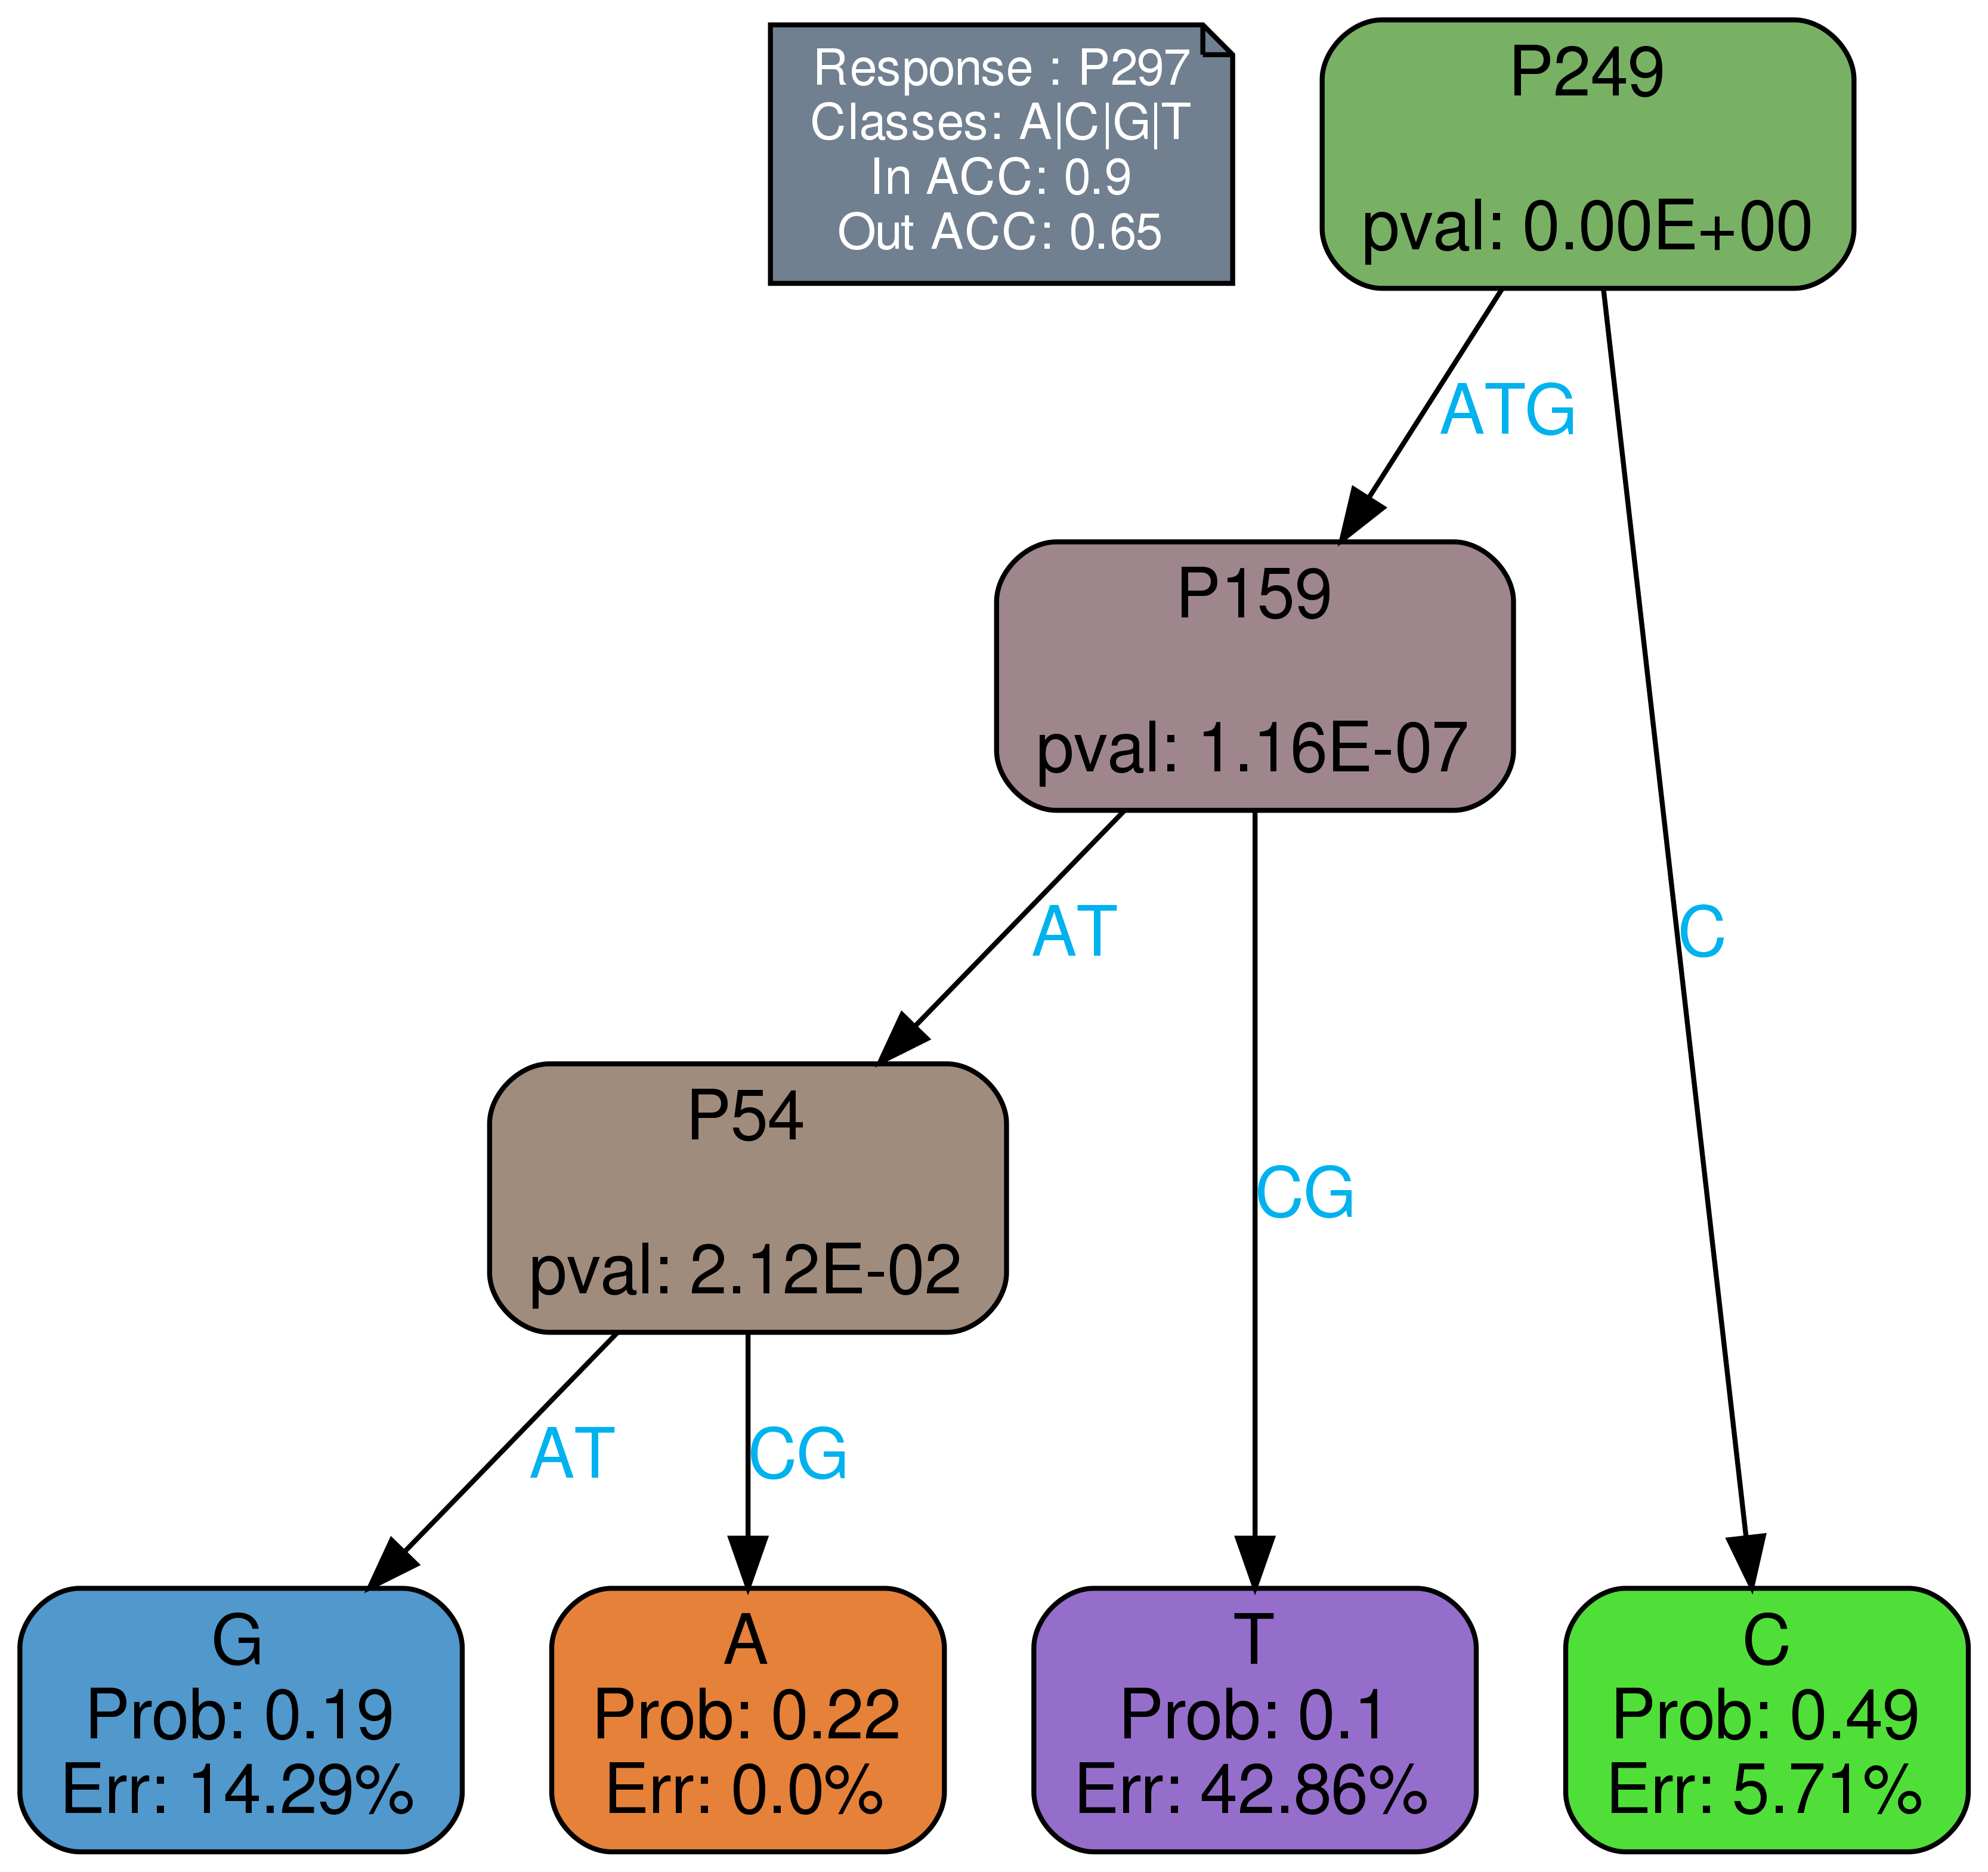 Response : P297
Classes: A|C|G|T
In ACC: 0.9
Out ACC: 0.65
P249
pval: 0.00E+00
ATG
P159
pval: 1.16E-07
AT
C
P54
pval: 2.12E-02
CG
AT
CG
G
Prob: 0.19
Err: 14.29%
A
Prob: 0.22
Err: 0.0%
T
Prob: 0.1
Err: 42.86%
C
Prob: 0.49
Err: 5.71%